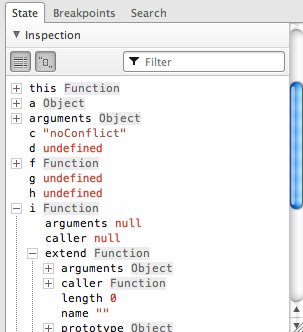 State Breakpoints Search
Inspection
Filter
this Function
a Object
arguments Object
c "noConflict"
d undefined
f Function
g undefined
h undefined
i Function
arguments null
caller null
extend Function
arguments Object
caller Function
length 0
name ""
prototype Object